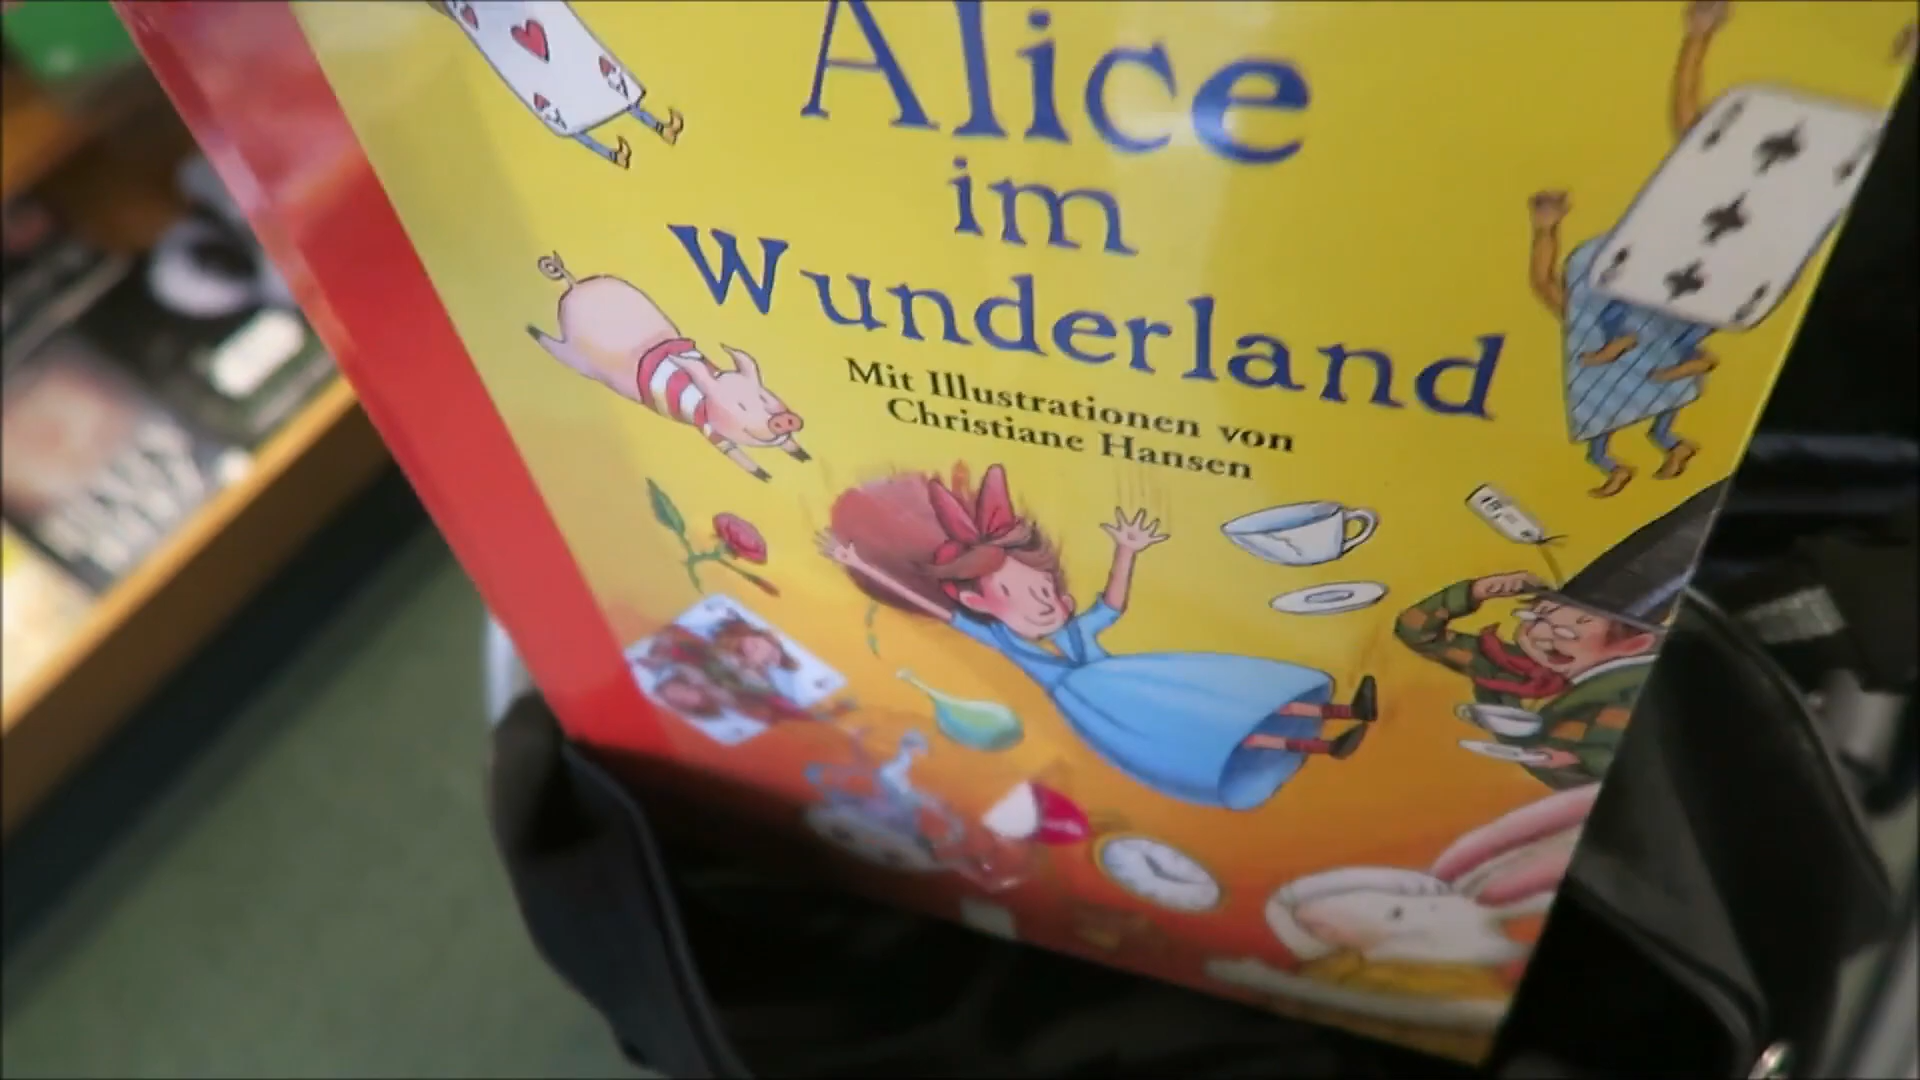 Alice
im
Wunderland
Mit Illustrationen von
Christiane Hansen